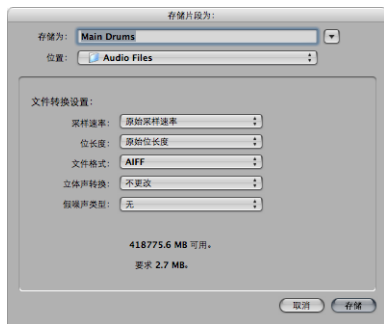 存储片段为:
存储为: Main Drums
位置: Audio Files
文件转换设置:
采样速率: 原始采样速率
位长度: 原始位长度
文件格式: AIFF
立体声转换: 不更改
假噪声类型: 无
418775.6 MB 可用。
要求 2.7 MB。
取消 存储